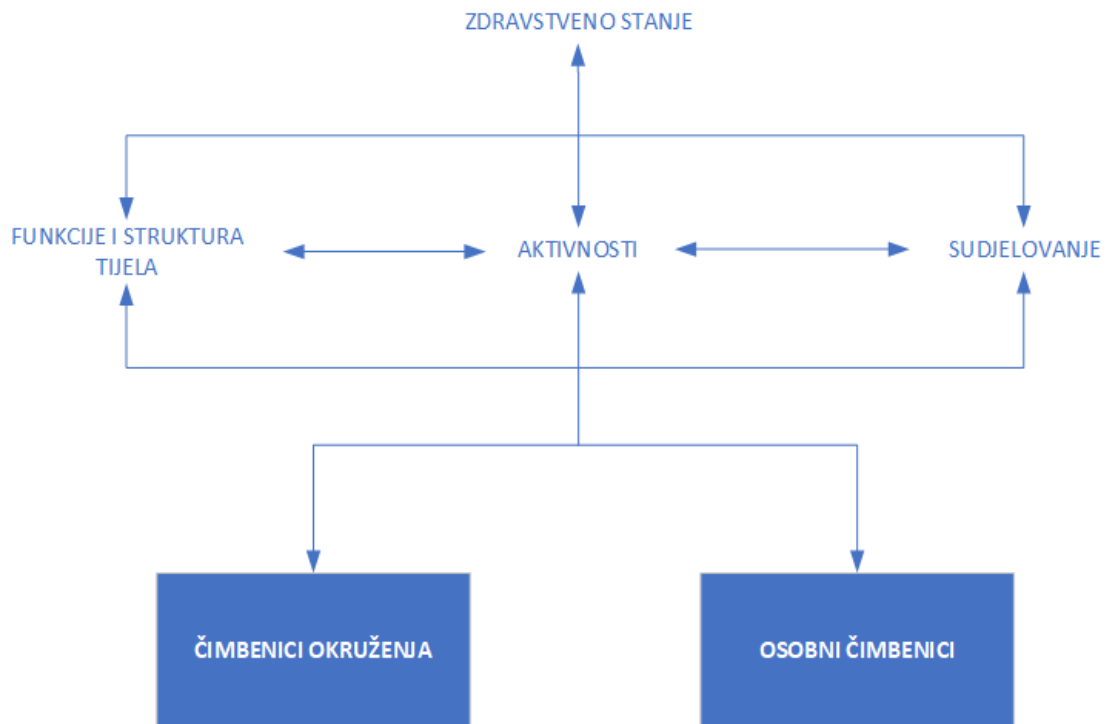 ZDRAVSTVENO STANJE
FUNKCIJE I STRUKTURA
TIJELA
AKTIVNOSTI
SUDJELOVANJE
ČIMBENICI OKRUŽENJA
OSOBNI ČIMBENICI